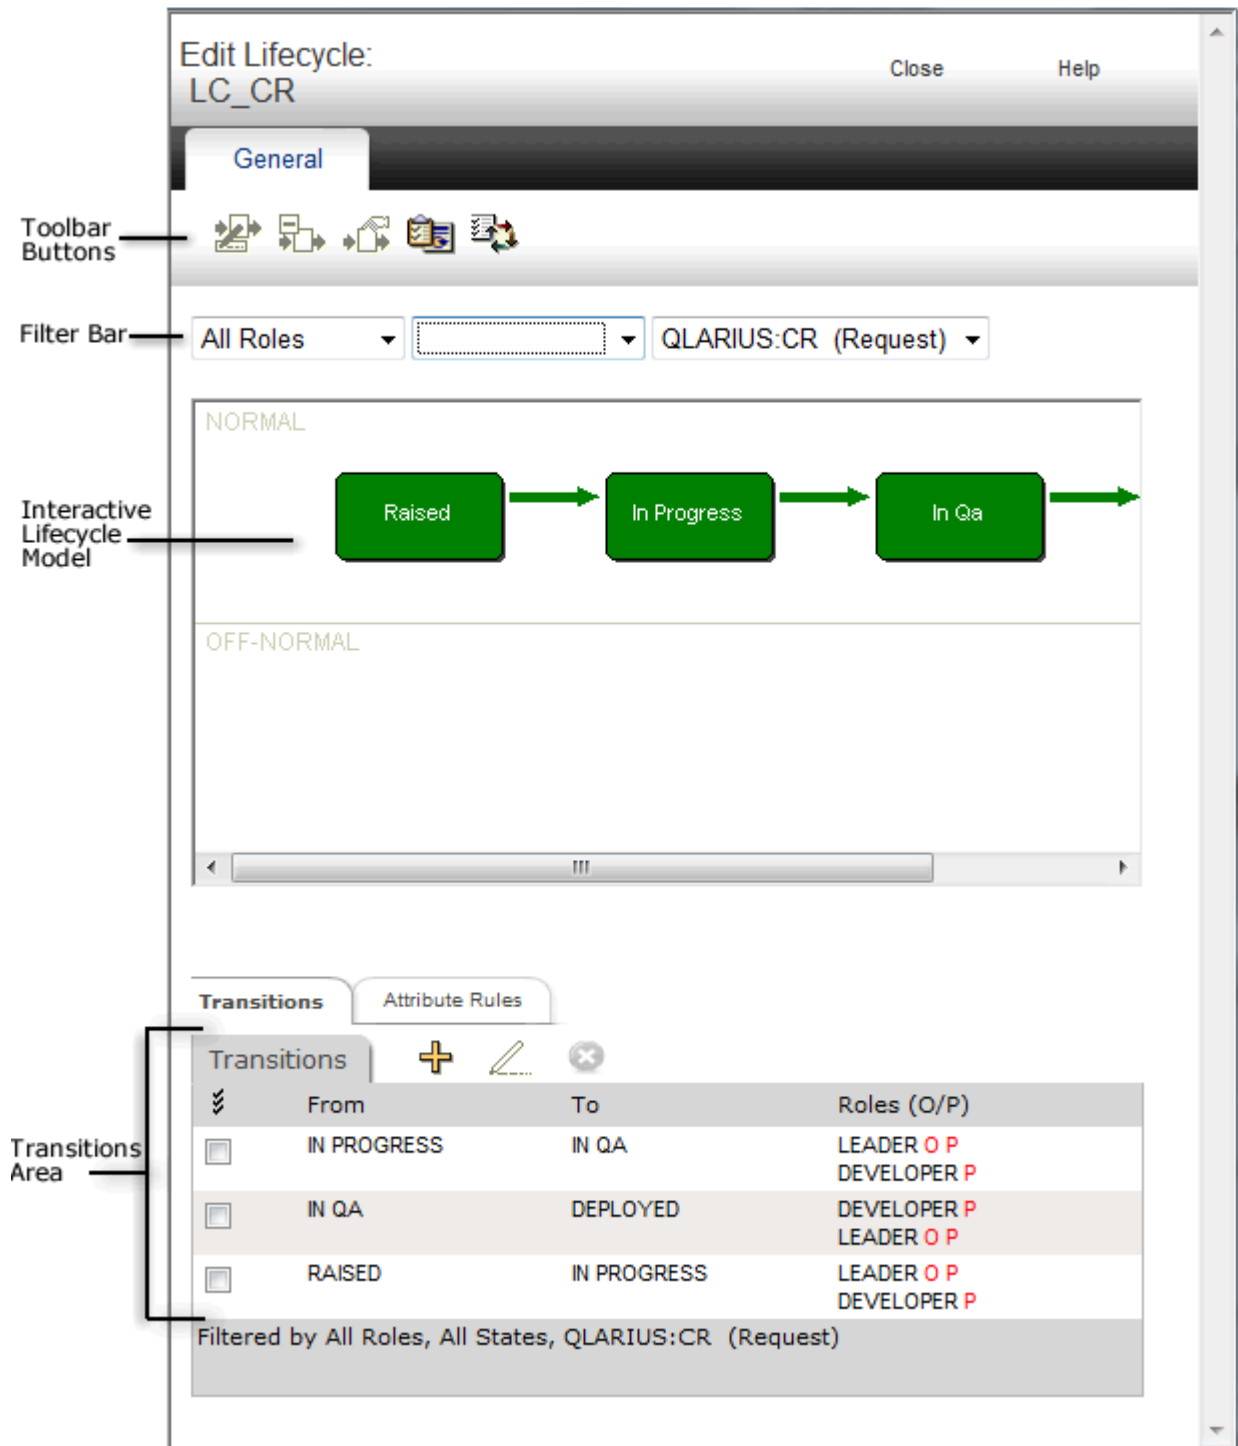 Edit Lifecycle:
LC_CR
Close
Help
General
Toolbar
Buttons
Filter Bar
All Roles
QLARIUS:CR (Request)
NORMAL
Raised
In Progress
In Qa
Interactive
Lifecycle
Model
OFF-NORMAL
Transitions
Attribute Rules
Transitions
From To Roles (O/P)
IN PROGRESS IN QA LEADER O P
DEVELOPER P
Transitions
Area
IN QA DEPLOYED DEVELOPER P
LEADER O P
RAISED IN PROGRESS LEADER O P
DEVELOPER P
Filtered by All Roles, All States, QLARIUS:CR (Request)